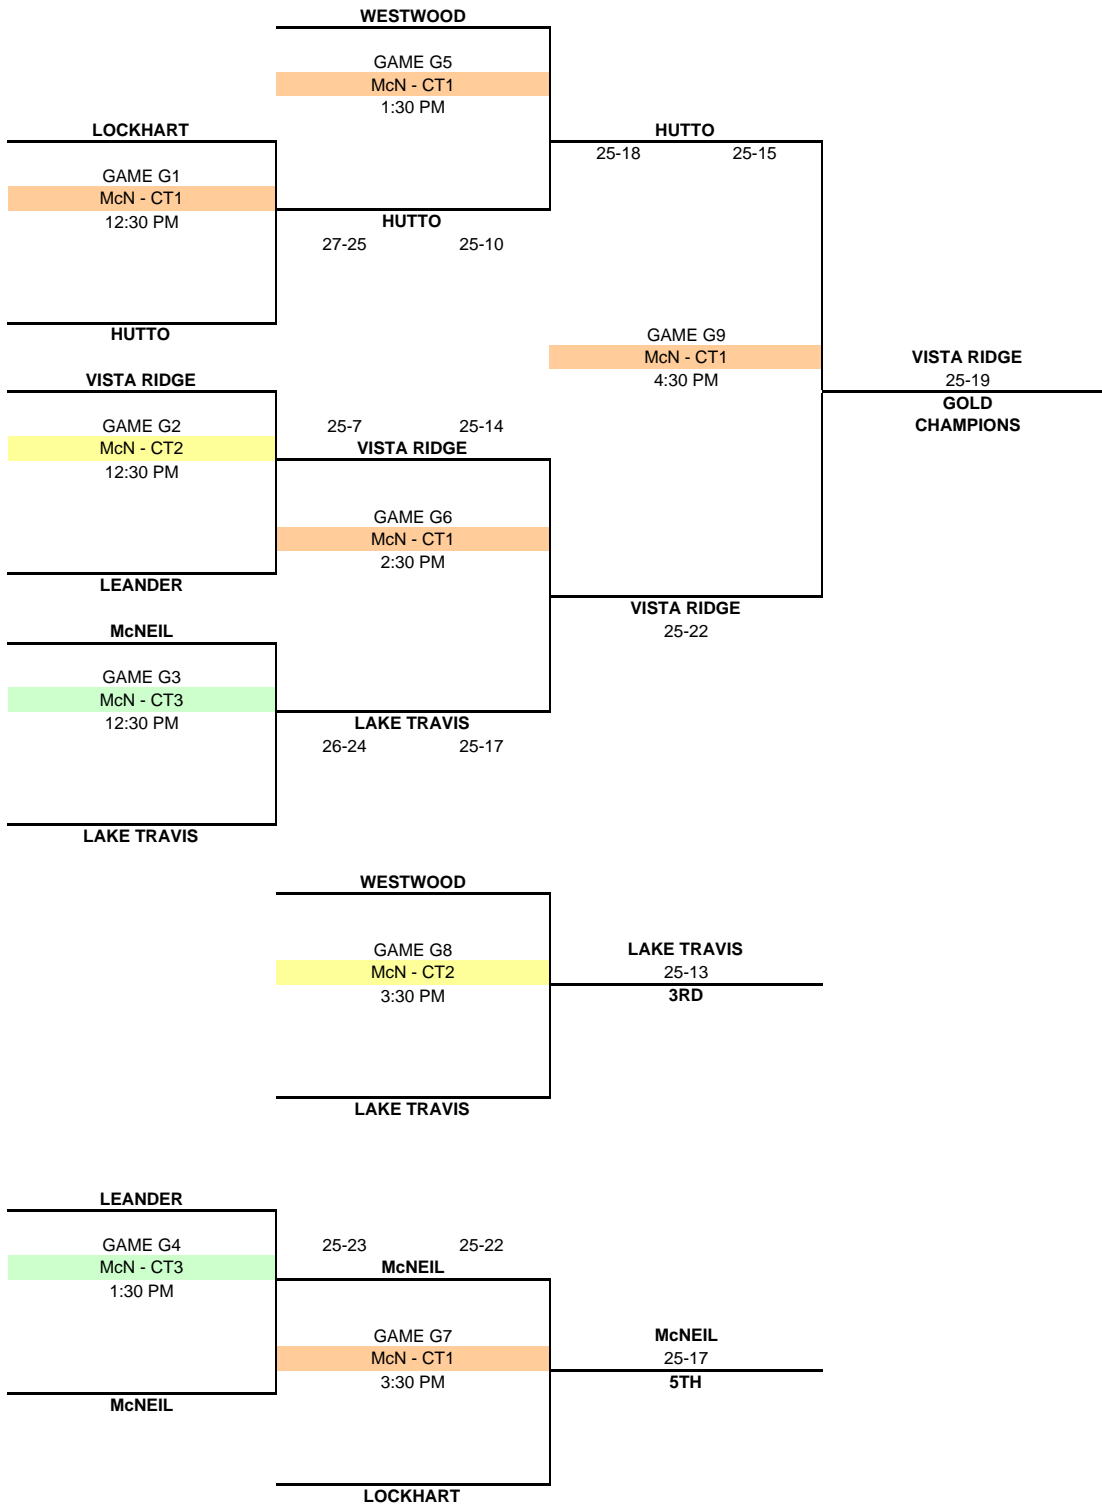 WESTWOOD
GAME G5
McN - CT1
1:30 PM
LOCKHART
HUTTO
25-18 25-15
GAME G1
McN - CT1
12:30 PM
HUTTO
27-25 25-10
HUTTO
GAME G9
McN - CT1
4:30 PM
VISTA RIDGE
25-19
GOLD
CHAMPIONS
VISTA RIDGE
GAME G2
McN - CT2
12:30 PM
25-7 25-14
VISTA RIDGE
GAME G6
McN - CT1
2:30 PM
LEANDER
VISTA RIDGE
25-22
McNEIL
GAME G3
McN - CT3
12:30 PM
LAKE TRAVIS
26-24 25-17
LAKE TRAVIS
WESTWOOD
GAME G8
McN - CT2
3:30 PM
LAKE TRAVIS
25-13
3RD
LAKE TRAVIS
LEANDER
GAME G4
McN - CT3
1:30 PM
25-23 25-22
McNEIL
GAME G7
McN - CT1
3:30 PM
McNEIL
25-17
5TH
McNEIL
LOCKHART